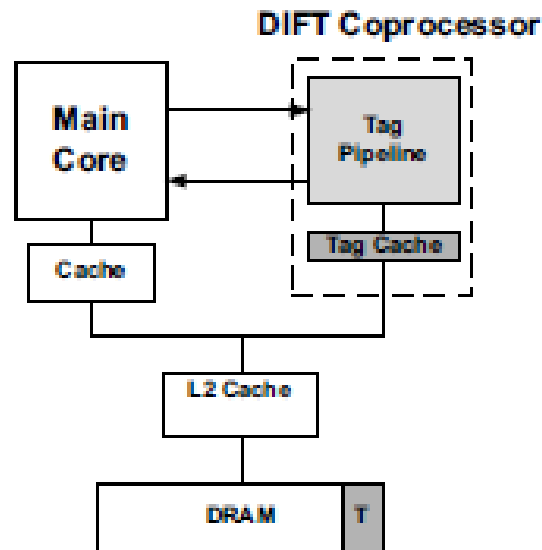 DIFT Coprocessor
Main
Core
Tag
Pipeline
Tag Cache
Cache
L2 Cache
DRAM
T